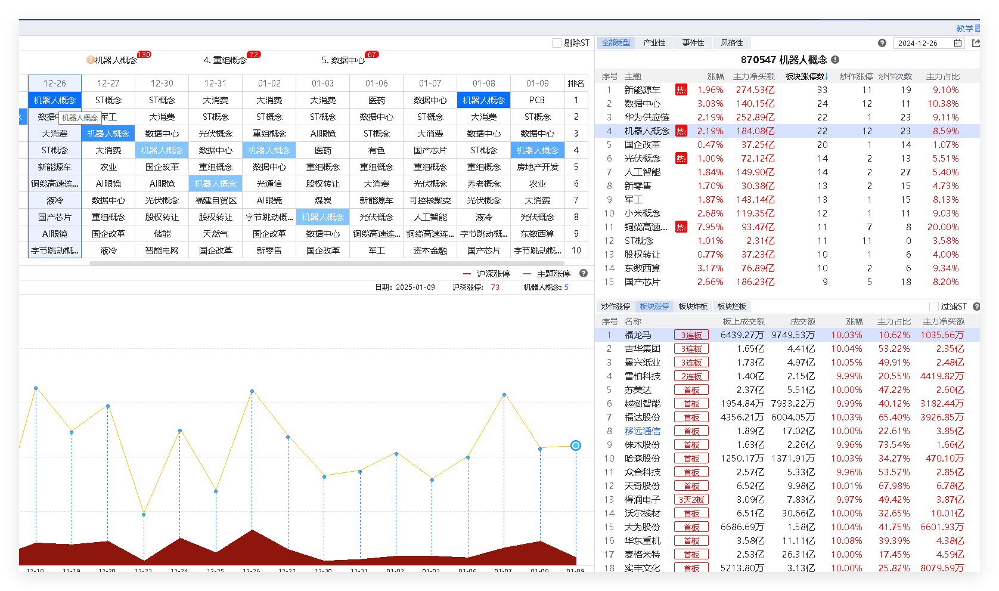 教学
剔除ST
3 机器人概念 130
4. 重组概念 72
5. 数据中心 67
12-26 12-27 12-30 12-31 01-02 01-03 01-06 01-07 01-08 01-09 排名
机器人概念 ST概念 ST概念 大消费 大消费 大消费 医药 数据中心 机器人概念 PCB 1
念 数据中 军工 大消费 ST概念 ST概念 ST概念 数据中心 ST概念 大消费 ST概念 2
机器人概念
大消费 机器人概念 数据中心 光伏概念 重组概念 AI眼镜 ST概念 大消费 数据中心 数据中心 3
ST概念 大消费 机器人概念 数据中心 机器人概念 医药 有色 国产芯片 ST概念 机器人概念 4
新能源车 农业 国企改革 重组概念 数据中心 重组概念 重组概念 重组概念 重组概念 房地产开发 5
铜缆高速连... AI眼镜 AI眼镜 机器人概念 光通信 股权转让 大消费 光伏概念 养老概念 农业 6
液冷 数据中心 光伏概念 福建自贸区 AI眼镜 煤炭 新能源车 可控核聚变 光伏概念 大消费 7
国产芯片 重组概念 股权转让 股权转让 字节跳动概... 机器人概念 光伏概念 人工智能 液冷 光伏概念 8
AI眼镜 国企改革 储能 天然气 国企改革 数据中心 铜缆高速连... 铜缆高速连... 字节跳动概... 东数西算 9
字节跳动概... 液冷 智能电网 国企改革 新零售 国企改革 军工 资本金融 国产芯片 字节跳动概... 10
沪深涨停 主题涨停 ?
日期: 2025-01-09 沪深涨停: 73 机器人概念: 5
12-18 12-19 12-20 12-23 12-24 12-25 12-26 12-27 12-30 12-31 01-02 01-03 01-06 01-07 01-08 01-09
全部类型 产业性 事件性 风格性 ? 2024-12-26
870547 机器人概念 !
序号 主题 涨幅 主力净买额 板块涨停数↓ 炒作涨停 炒作次数 主力占比
1 新能源车 热 1.96% 274.53亿 33 11 19 9.10%
2 数据中心 3.03% 140.15亿 24 12 11 10.38%
3 华为供应链 2.19% 252.89亿 22 1 23 9.11%
4 机器人概念 热 2.19% 184.08亿 22 12 23 8.59%
5 国企改革 0.47% 37.25亿 20 1 14 1.07%
6 光伏概念 热 1.00% 72.12亿 14 2 13 5.51%
7 人工智能 1.84% 149.90亿 14 2 27 5.40%
8 新零售 1.70% 30.38亿 13 2 15 4.73%
9 军工 1.87% 143.14亿 13 1 15 8.13%
10 小米概念 2.68% 119.35亿 12 1 11 9.03%
11 铜缆高速... 热 7.95% 93.47亿 11 7 8 20.00%
12 ST概念 1.01% 2.31亿 11 11 0 3.58%
13 股权转让 0.77% 37.23亿 10 1 6 4.00%
14 东数西算 3.17% 76.89亿 10 2 6 9.34%
15 国产芯片 2.66% 186.23亿 9 5 18 8.20%
炒作涨停 板块涨停 板块炸板 板块烂板 过滤ST ?
序号 名称 板上成交额 成交额 涨幅 主力占比 主力净买额
1 福龙马 3连板 6439.27万 9749.53万 10.03% 10.62% 1035.66万
2 吉华集团 3连板 1.65亿 4.41亿 10.04% 53.22% 2.35亿
3 景兴纸业 3连板 1.73亿 4.97亿 10.05% 49.91% 2.48亿
4 雷柏科技 2连板 1.40亿 2.15亿 9.99% 20.55% 4419.82万
5 苏美达 首板 2.37亿 5.51亿 10.00% 47.22% 2.60亿
6 越剑智能 首板 1954.84万 7933.22万 9.99% 40.12% 3182.44万
7 福达股份 首板 4356.21万 6004.05万 10.03% 65.40% 3926.85万
8 移远通信 首板 1.89亿 17.02亿 10.00% 22.61% 3.85亿
9 徕木股份 首板 1.63亿 2.26亿 9.96% 73.54% 1.66亿
10 哈森股份 首板 1250.17万 1371.91万 10.03% 34.27% 470.10万
11 众合科技 首板 2.57亿 5.33亿 9.96% 53.52% 2.85亿
12 天奇股份 首板 6.52亿 9.98亿 10.01% 67.98% 6.78亿
13 得润电子 3天2板 3.09亿 7.83亿 9.97% 49.42% 3.87亿
14 沃尔核材 首板 6.51亿 30.66亿 10.00% 32.65% 10.01亿
15 大为股份 首板 6686.69万 1.58亿 10.04% 41.75% 6601.93万
16 华东重机 首板 3.58亿 11.11亿 10.08% 39.39% 4.38亿
17 麦格米特 首板 2.53亿 26.31亿 10.00% 17.45% 4.59亿
18 实丰文化 首板 5213.80万 3.13亿 10.00% 25.82% 8079.69万